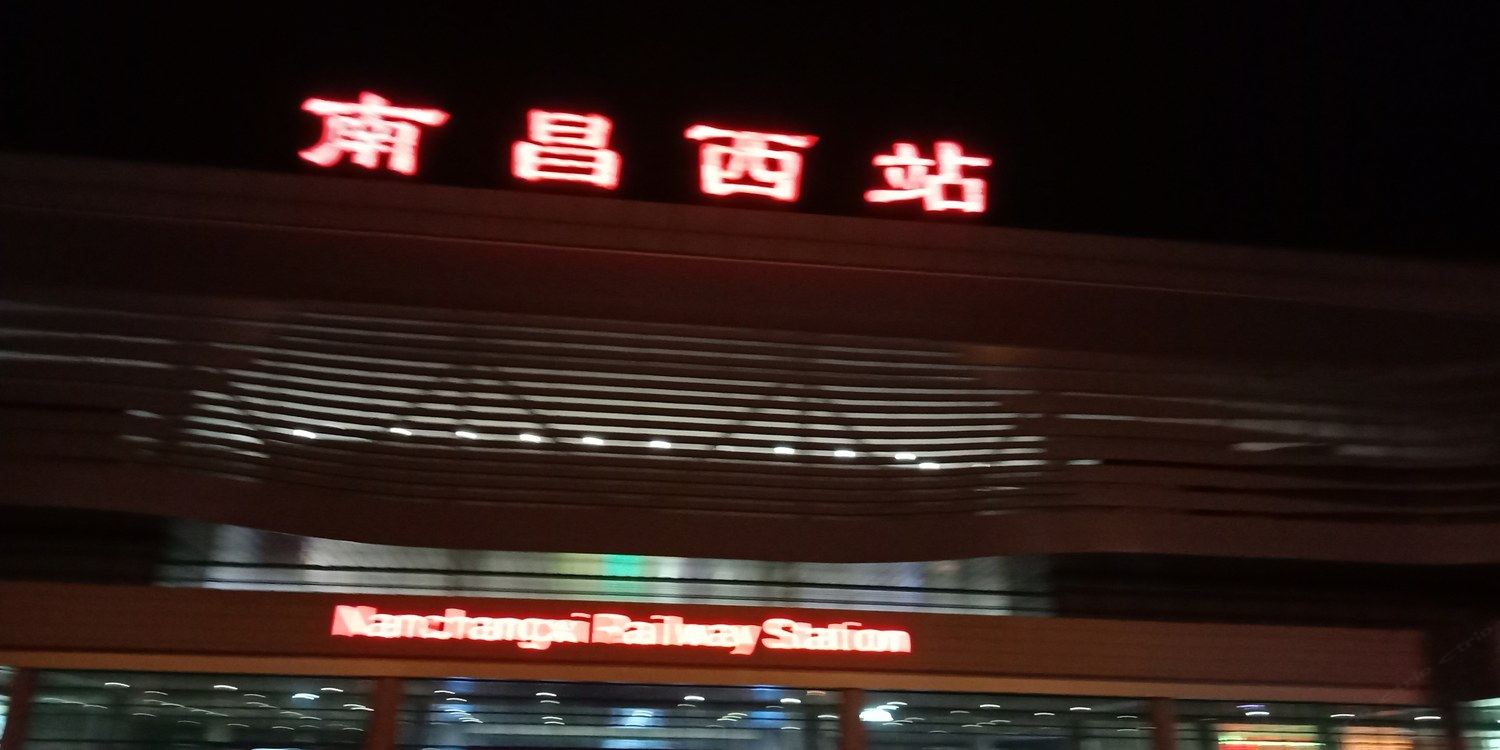 南昌西站
Nanchangxi Railway Station